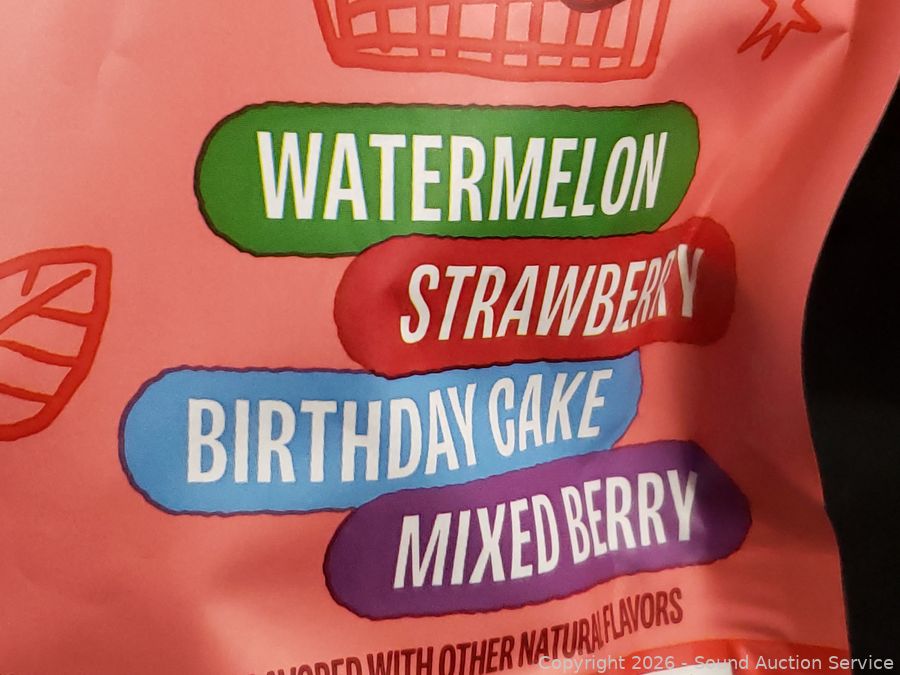 WATERMELON
STRAWBERRY
BIRTHDAY CAKE
MIXED BERRY
WITH OTHER NATURAL FLAVORS
Copyright 2026 - Sound Auction Service